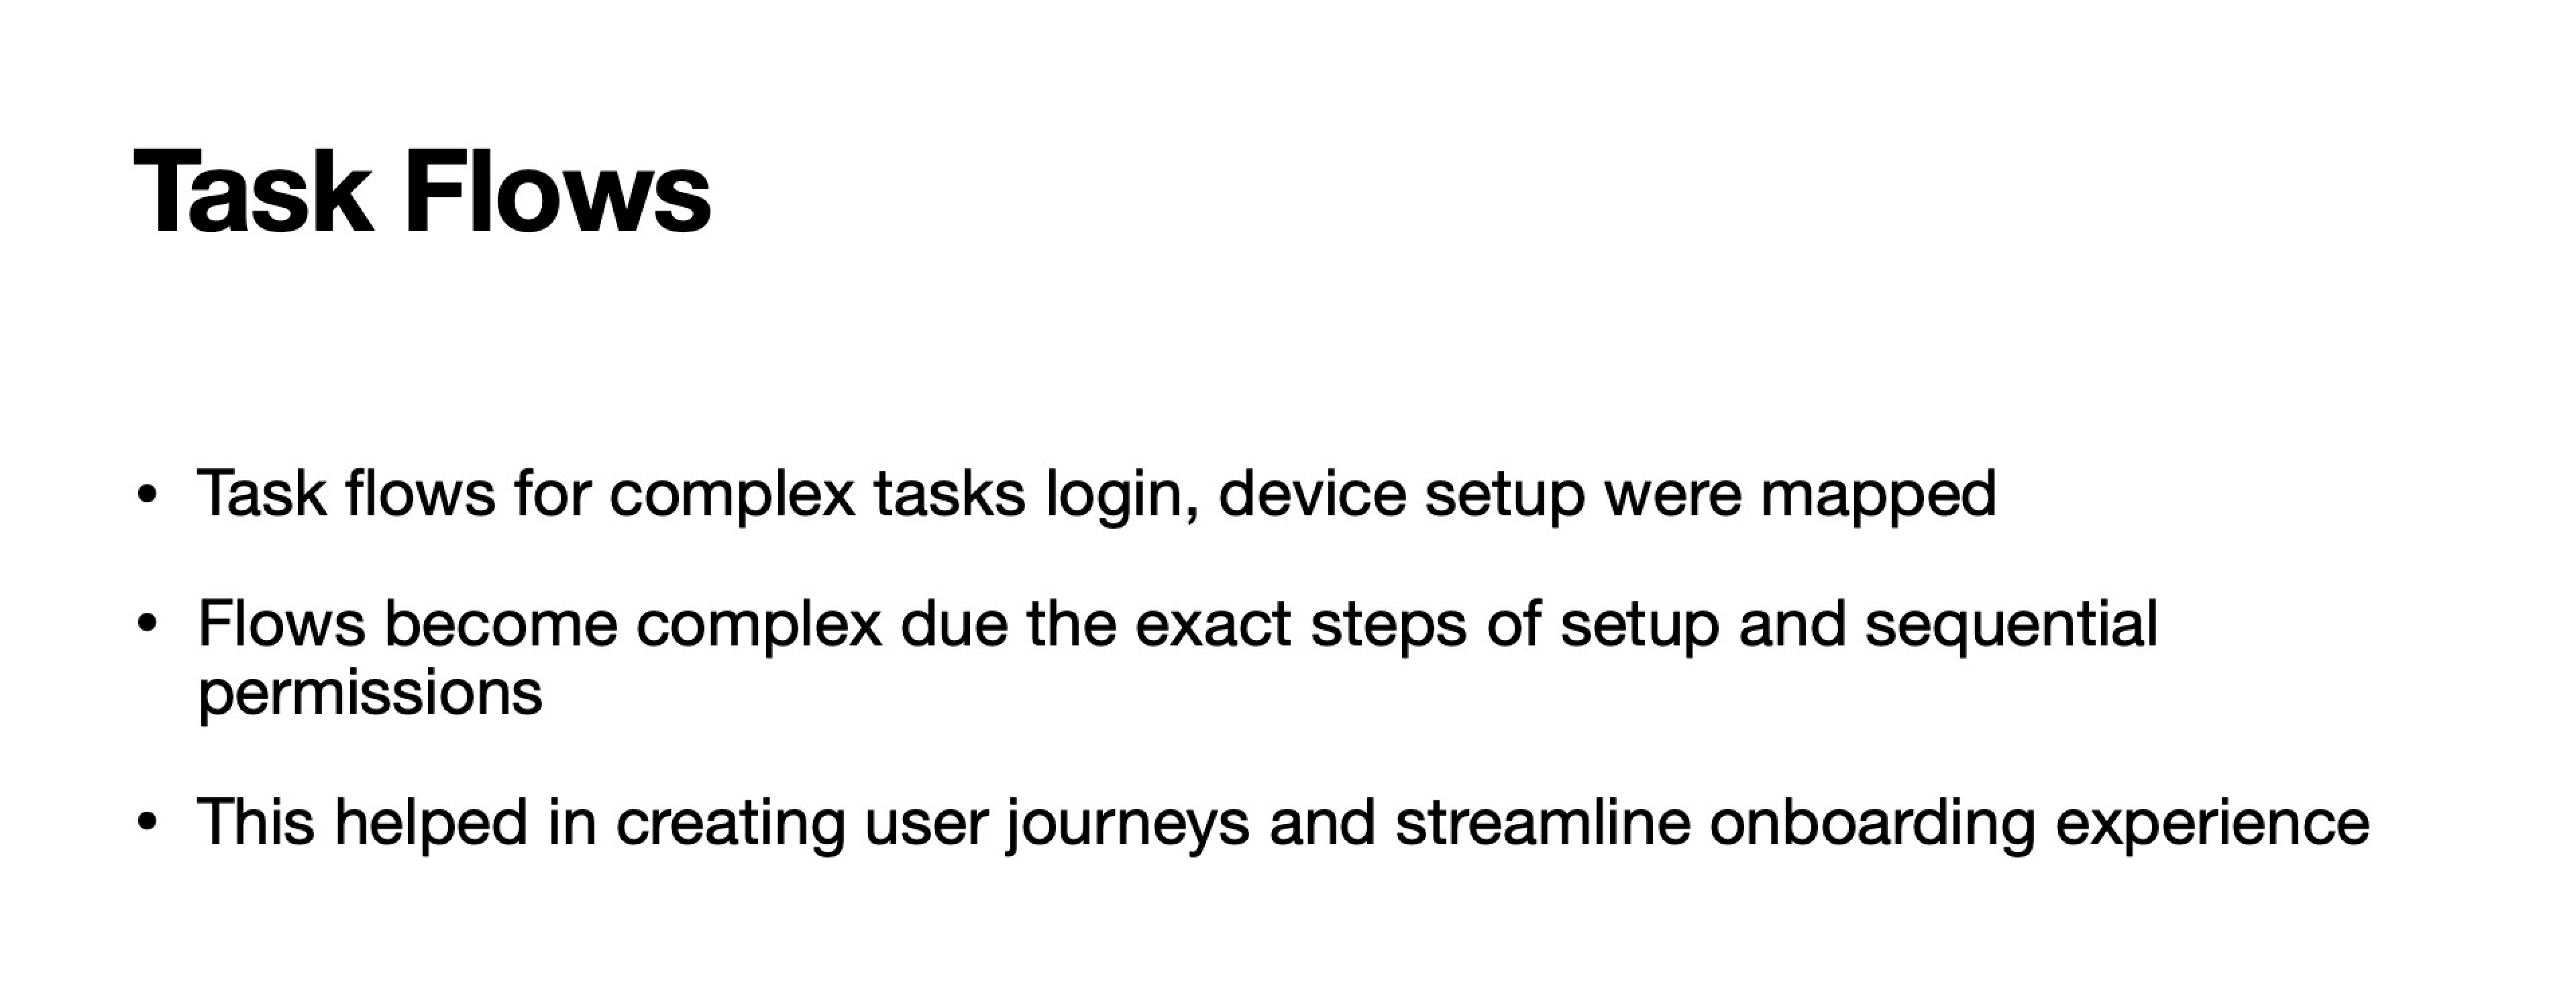 Task Flows
• Task flows for complex tasks login, device setup were mapped
• Flows become complex due the exact steps of setup and sequential
permissions
• This helped in creating user journeys and streamline onboarding experience